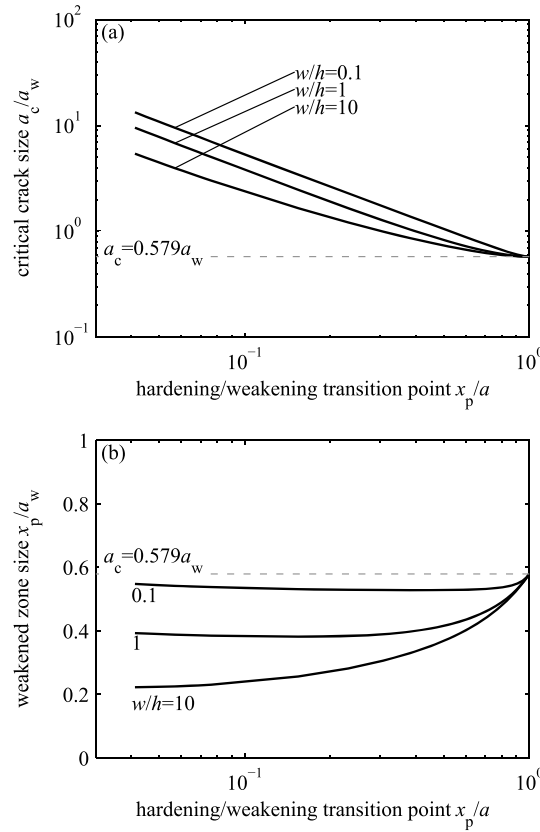 (a)
critical crack size a_c/a_w
10^2
10^1
10^0
10^-1
w/h=0.1
w/h=1
w/h=10
a_c=0.579a_w
10^-1
10^0
hardening/weakening transition point x_p/a
(b)
weakened zone size x_p/a_w
1
0.8
0.6
0.4
0.2
0
a_c=0.579a_w
0.1
1
w/h=10
10^-1
10^0
hardening/weakening transition point x_p/a